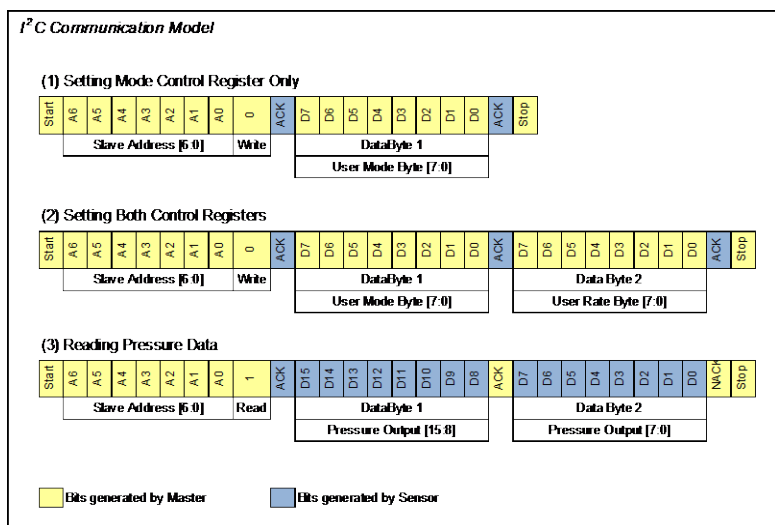 I²C Communication Model
(1) Setting Mode Control Register Only
Start A6 A5 A4 A3 A2 A1 A0 0 ACK D7 D6 D5 D4 D3 D2 D1 D0 ACK Stop
Slave Address [6:0] Write DataByte 1
User Mode Byte [7:0]
(2) Setting Both Control Registers
Start A6 A5 A4 A3 A2 A1 A0 0 ACK D7 D6 D5 D4 D3 D2 D1 D0 ACK D7 D6 D5 D4 D3 D2 D1 D0 ACK Stop
Slave Address [6:0] Write DataByte 1 Data Byte 2
User Mode Byte [7:0] User Rate Byte [7:0]
(3) Reading Pressure Data
Start A6 A5 A4 A3 A2 A1 A0 1 ACK D15 D14 D13 D12 D11 D10 D9 D8 ACK D7 D6 D5 D4 D3 D2 D1 D0 NACK Stop
Slave Address [6:0] Read DataByte 1 Data Byte 2
Pressure Output [15:8] Pressure Output [7:0]
Bits generated by Master Bits generated by Sensor